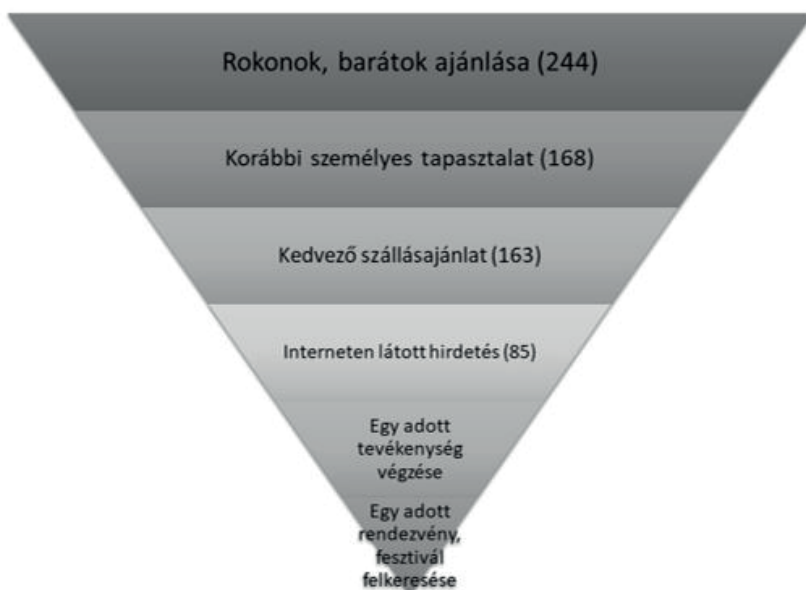 Rokonok, barátok ajánlása (244)
Korábbi személyes tapasztalat (168)
Kedvező szállásajánlat (163)
Interneten látott hirdetés (85)
Egy adott
tevékenység
végzése
Egy adott
rendezvény,
fesztivál
felkeresése